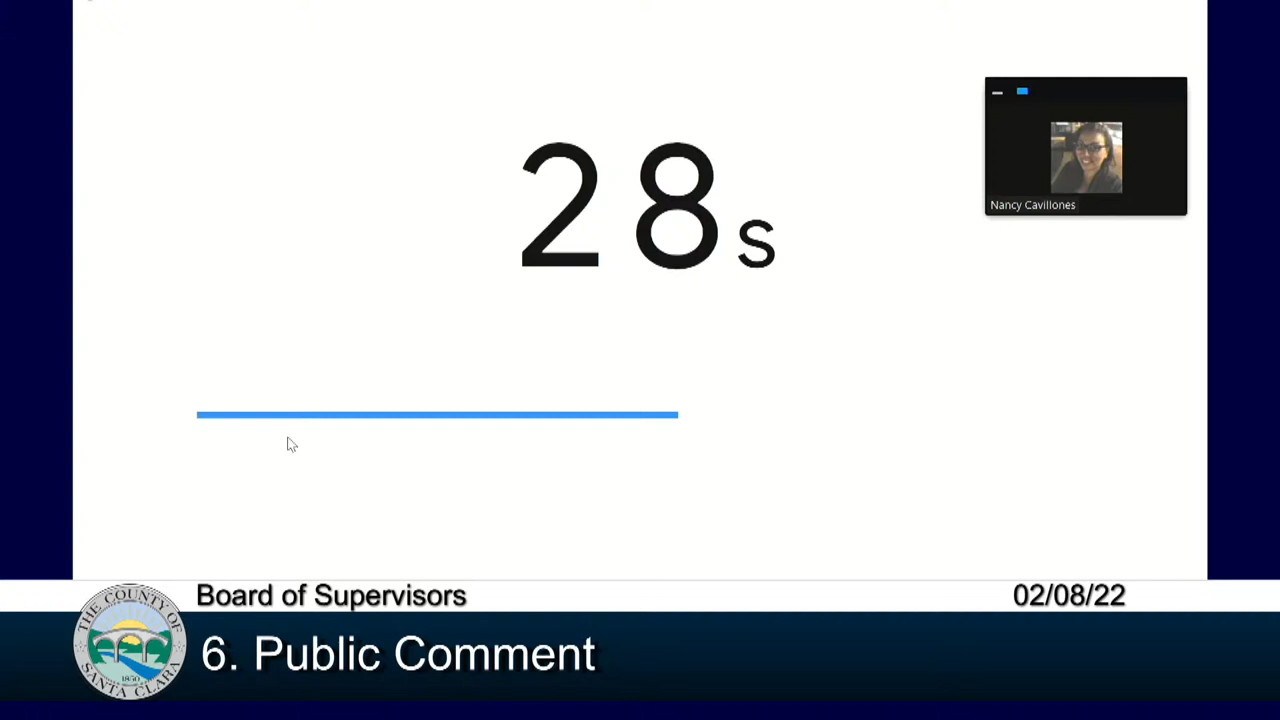 28s
Nancy Cavillones
Board of Supervisors
02/08/22
THE COUNTY OF
SANTA CLARA
1850
6. Public Comment